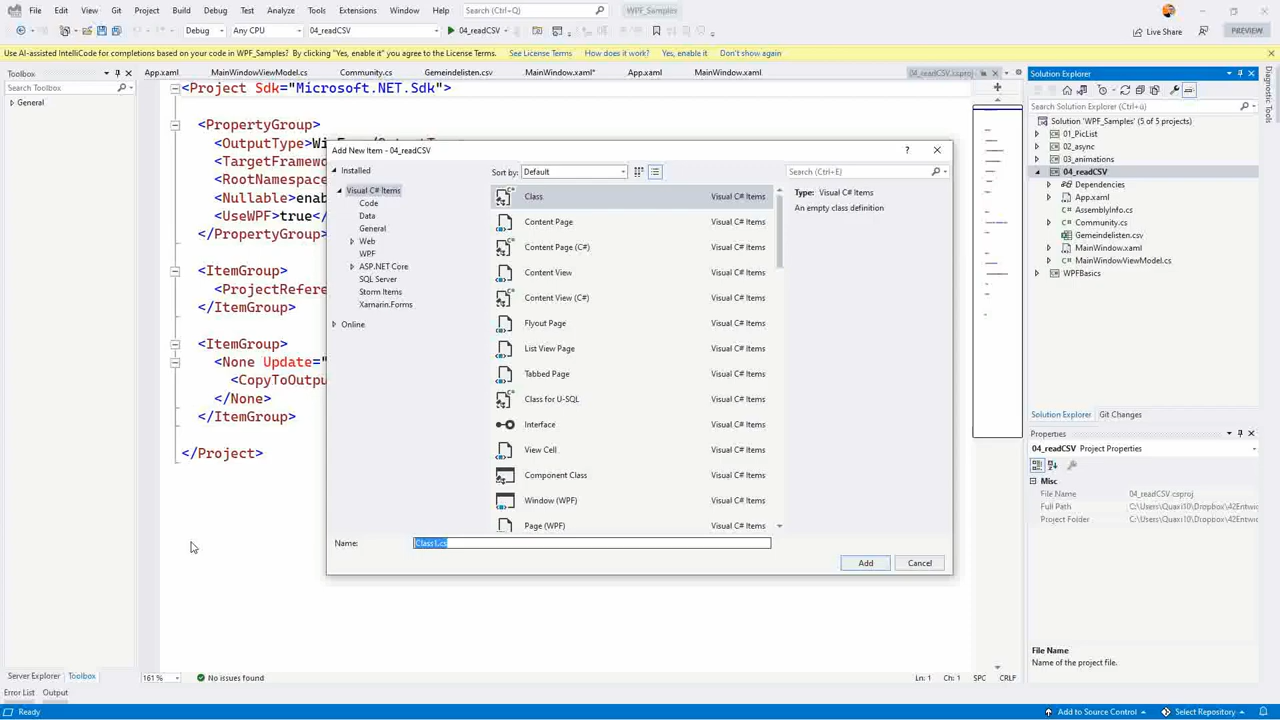 File Edit View Git Project Build Debug Test Analyze Tools Extensions Window Help Search (Ctrl+Q) WPF_Samples
Live Share PREVIEW
Debug Any CPU 04_readCSV 04_readCSV
Use AI-assisted IntelliCode for completions based on your code in WPF_Samples? By clicking "Yes, enable it" you agree to the License Terms. See License Terms How does it work? Yes, enable it Don't show again
Toolbox
Search Toolbox
General
App.xaml MainWindowViewModel.cs Community.cs Gemeindelisten.csv MainWindow.xaml* App.xaml MainWindow.xaml 04_readCSV.csproj
<Project Sdk="Microsoft.NET.Sdk">
<PropertyGroup>
<OutputType>
<TargetFramew
<RootNamespace
<Nullable>enab
<UseWPF>true</
</PropertyGroup>
<ItemGroup>
<ProjectRefere
</ItemGroup>
<ItemGroup>
<None Update="
<CopyToOutpu
</None>
</ItemGroup>
</Project>
161 % No issues found Ln: 1 Ch: 1 SPC CRLF
Add New Item - 04_readCSV ?
Installed
Visual C# Items
Code
Data
General
Web
WPF
ASP.NET Core
SQL Server
Storm Items
Xamarin.Forms
Online
Sort by: Default
Search (Ctrl+E)
Class Visual C# Items
Content Page Visual C# Items
Content Page (C#) Visual C# Items
Content View Visual C# Items
Content View (C#) Visual C# Items
Flyout Page Visual C# Items
List View Page Visual C# Items
Tabbed Page Visual C# Items
Class for U-SQL Visual C# Items
Interface Visual C# Items
View Cell Visual C# Items
Component Class Visual C# Items
Window (WPF) Visual C# Items
Page (WPF) Visual C# Items
Type: Visual C# Items
An empty class definition
Name: Class1.cs
Add Cancel
Solution Explorer
Search Solution Explorer (Ctrl+ü)
Solution 'WPF_Samples' (5 of 5 projects)
01_PicList
02_async
03_animations
04_readCSV
Dependencies
App.xaml
AssemblyInfo.cs
Community.cs
Gemeindelisten.csv
MainWindow.xaml
MainWindowViewModel.cs
WPFBasics
Solution Explorer Git Changes
Properties
04_readCSV Project Properties
Misc
File Name 04_readCSV.csproj
Full Path C:\Users\Quaxi10\Dropbox\42Entwic
Project Folder C:\Users\Quaxi10\Dropbox\42Entwic
File Name
Name of the project file.
Diagnostic Tools
Server Explorer Toolbox
Error List Output
Ready Add to Source Control Select Repository